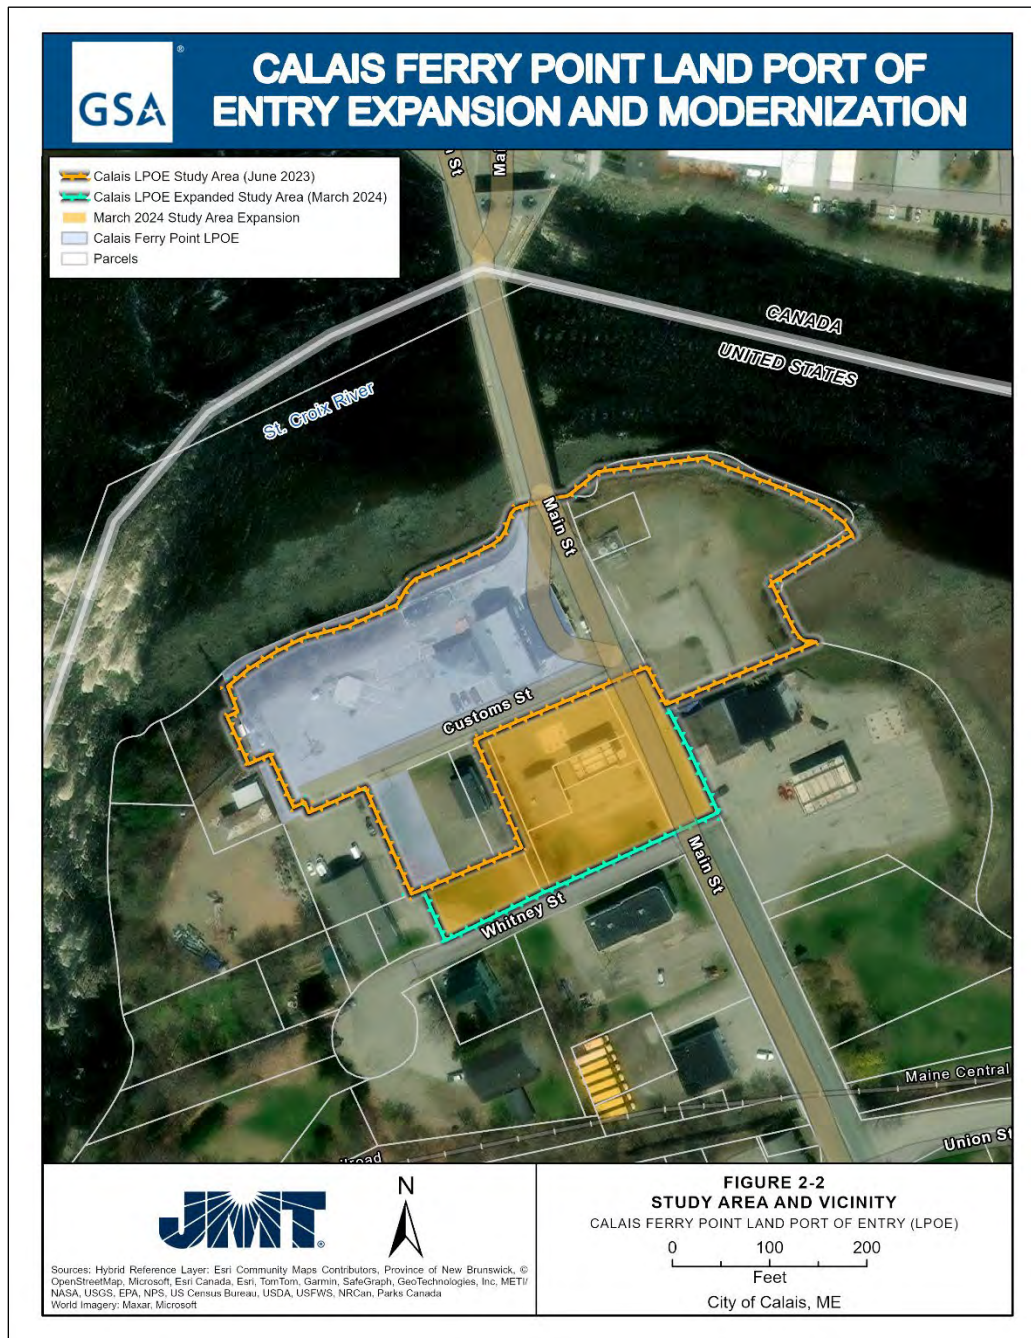 GSA
®
CALAIS FERRY POINT LAND PORT OF
ENTRY EXPANSION AND MODERNIZATION
Calais LPOE Study Area (June 2023)
Calais LPOE Expanded Study Area (March 2024)
March 2024 Study Area Expansion
Calais Ferry Point LPOE
Parcels
St
Mai
CANADA
UNITED STATES
St. Croix River
Main St
Customs St
Main St
Whitney St
Maine Central
Union St
ilroad
JMT®
N
Sources: Hybrid Reference Layer: Esri Community Maps Contributors, Province of New Brunswick, ©
OpenStreetMap, Microsoft, Esri Canada, Esri, TomTom, Garmin, SafeGraph, GeoTechnologies, Inc, METI/
NASA, USGS, EPA, NPS, US Census Bureau, USDA, USFWS, NRCan, Parks Canada
World Imagery: Maxar, Microsoft
FIGURE 2-2
STUDY AREA AND VICINITY
CALAIS FERRY POINT LAND PORT OF ENTRY (LPOE)
0 100 200
Feet
City of Calais, ME